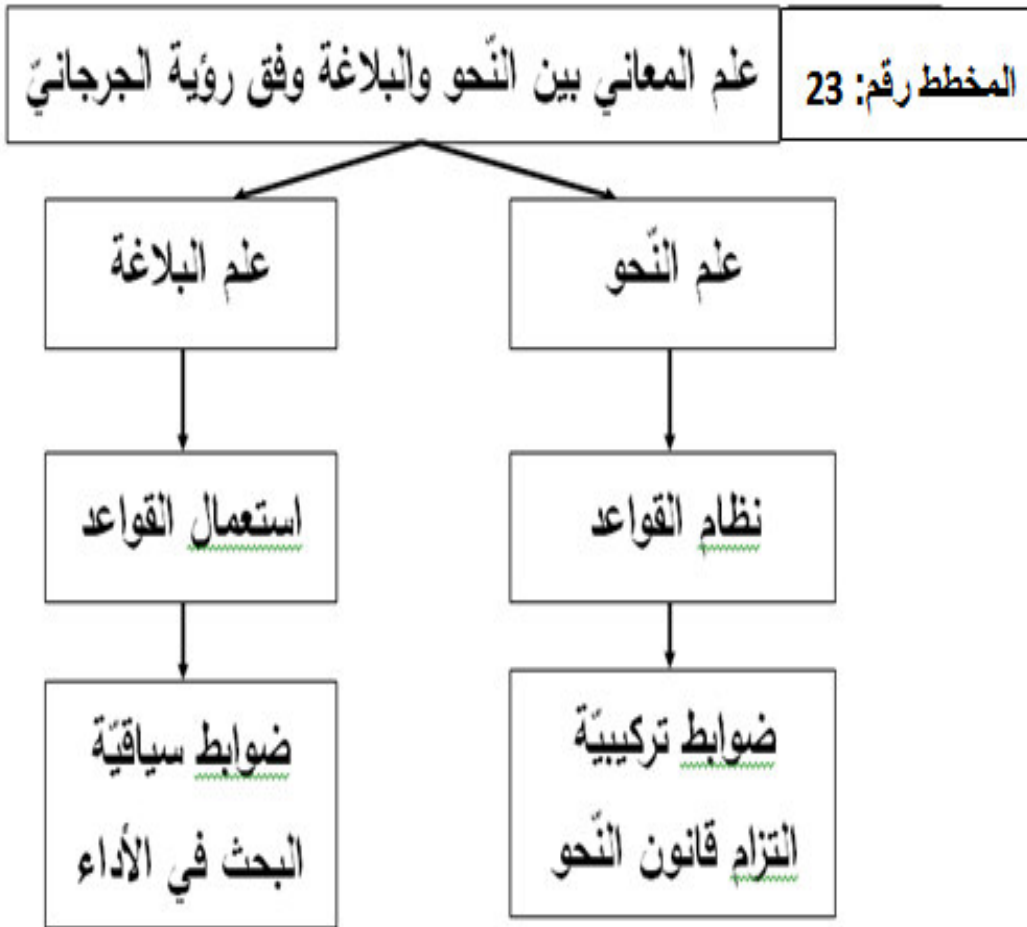 المخطط رقم: 23
علم المعاني بين النّحو والبلاغة وفق رؤية الجرجانيّ
علم النّحو
علم البلاغة
نظام القواعد
استعمال القواعد
ضوابط تركيبيّة
التزام قانون النّحو
ضوابط سياقيّة
البحث في الأداء